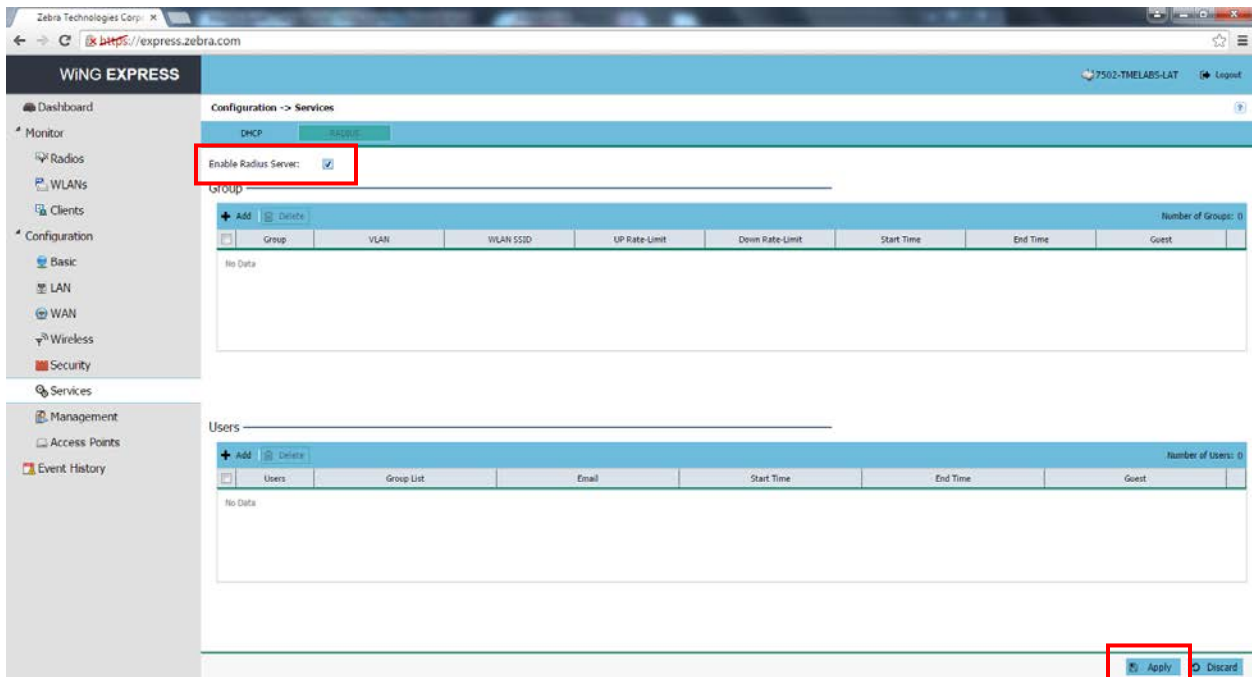 Zebra Technologies Corp
https://express.zebra.com
WiNG EXPRESS
7502-TMELABS-LAT
Logout
Dashboard
Monitor
Radios
WLANs
Clients
Configuration
Basic
LAN
WAN
Wireless
Security
Services
Management
Access Points
Event History
Configuration -> Services
?
DHCP
RADIUS
Enable Radius Server:
Group
Add
Delete
Number of Groups: 0
Group VLAN WLAN SSID UP Rate-Limit Down Rate-Limit Start Time End Time Guest
No Data
Users
Add
Delete
Number of Users: 0
Users Group List Email Start Time End Time Guest
No Data
Apply
Discard